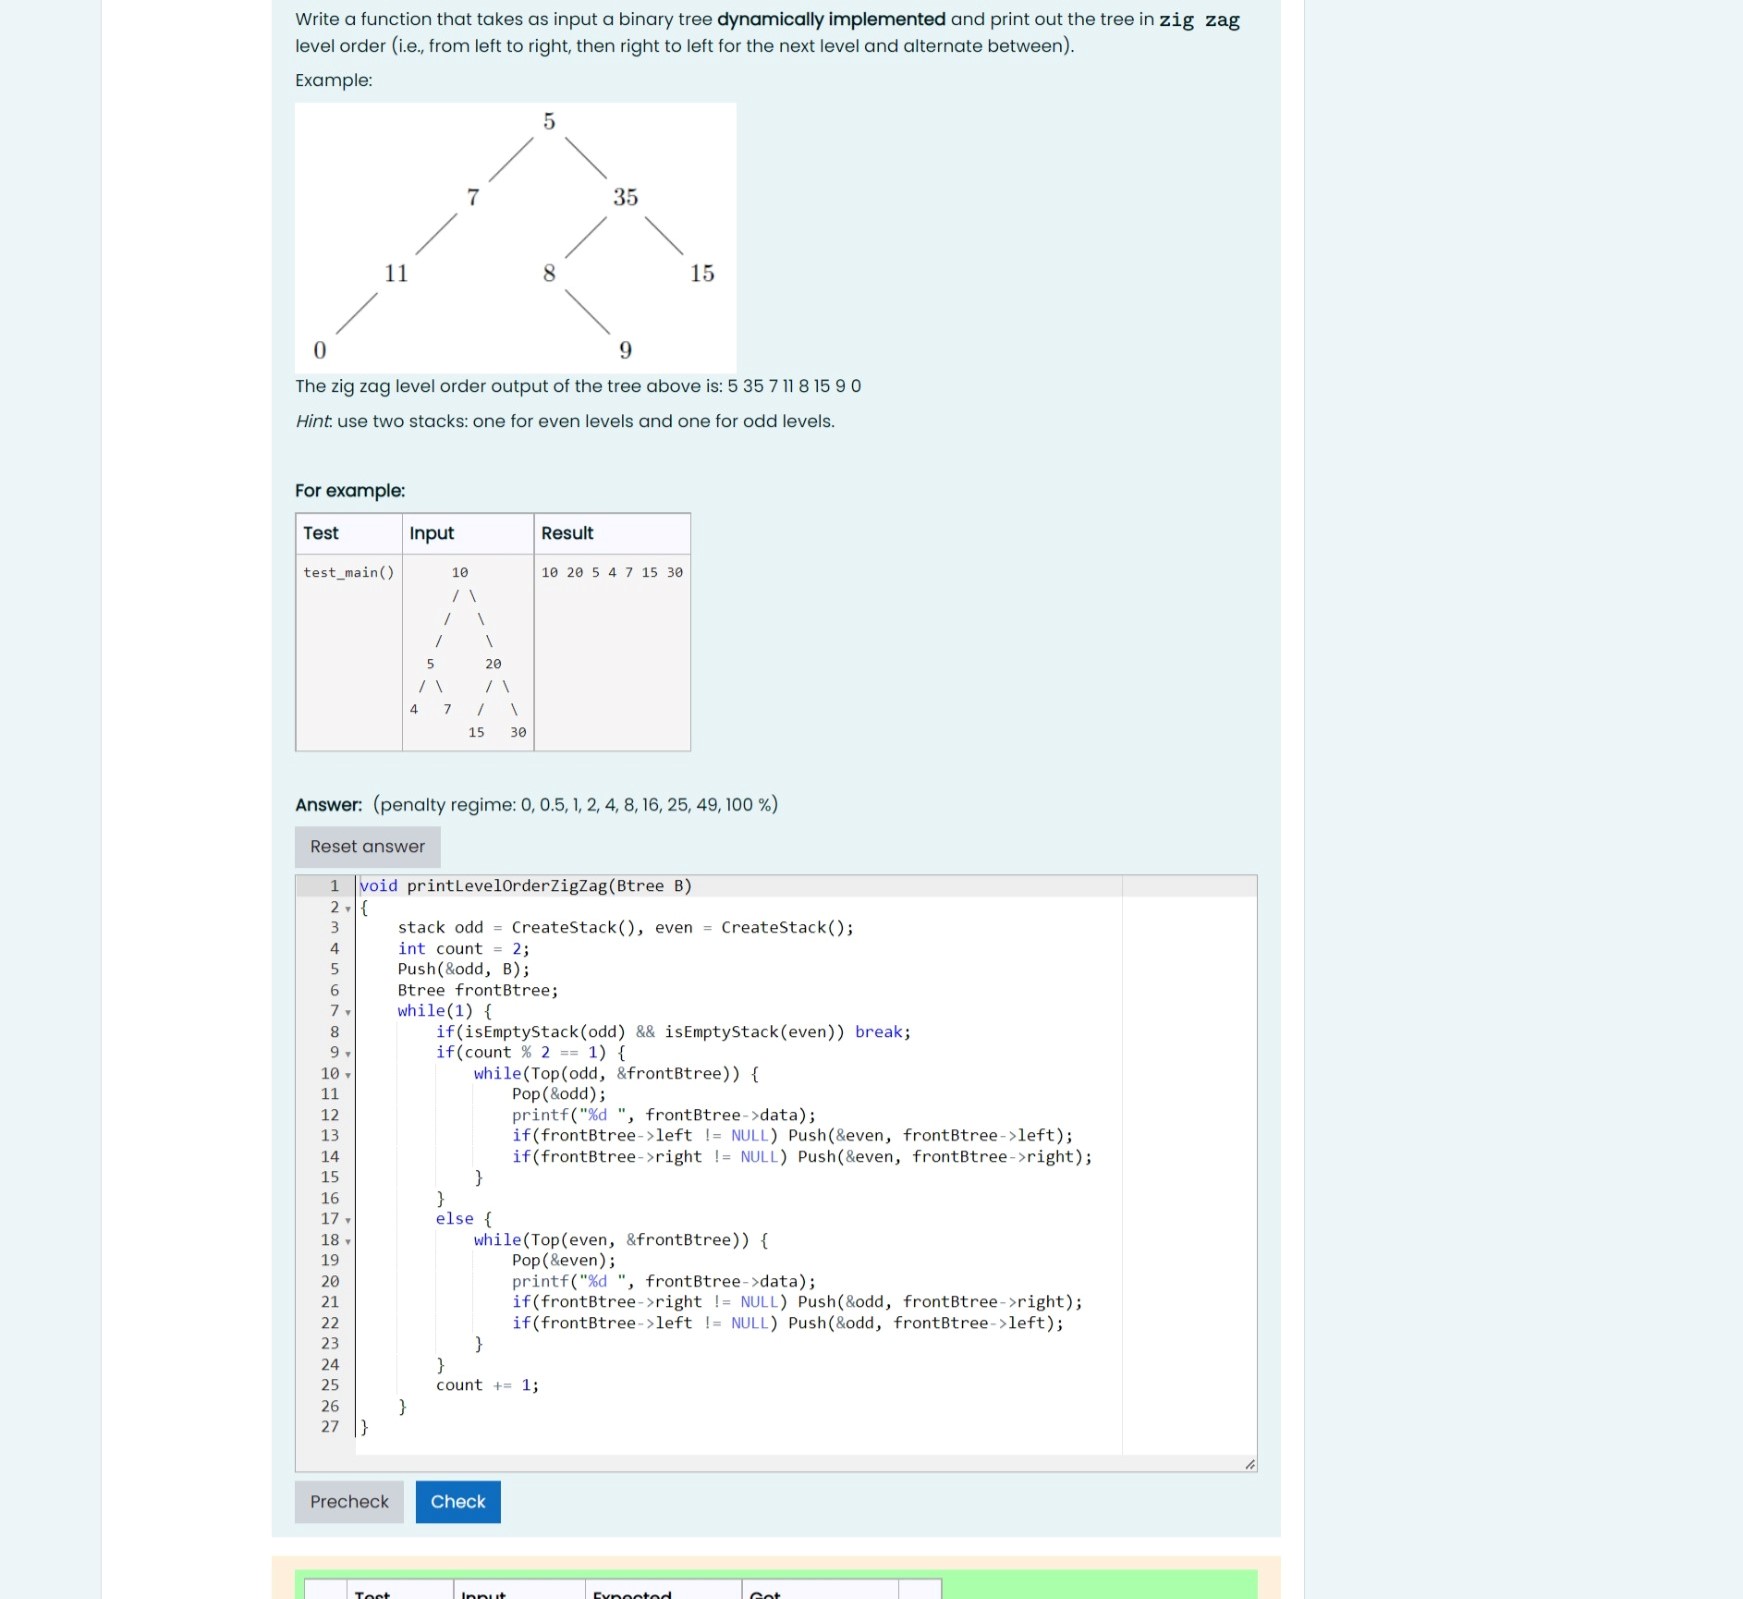 Write a function that takes as input a binary tree dynamically implemented and print out the tree in zig zag
level order (i.e., from left to right, then right to left for the next level and alternate between).
Example:
5
7 35
11 8 15
0 9
The zig zag level order output of the tree above is: 5 35 7 11 8 15 9 0
Hint: use two stacks: one for even levels and one for odd levels.
For example:
Test Input Result
test_main() 10 10 20 5 4 7 15 30
/ \
/ \
/ \
5 20
/ \ / \
4 7 / \
15 30
Answer: (penalty regime: 0, 0.5, 1, 2, 4, 8, 16, 25, 49, 100 %)
Reset answer
1 void printLevelOrderZigZag(Btree B)
2 {
3 stack odd = CreateStack(), even = CreateStack();
4 int count = 2;
5 Push(&odd, B);
6 Btree frontBtree;
7 while(1) {
8 if(isEmptyStack(odd) && isEmptyStack(even)) break;
9 if(count % 2 == 1) {
10 while(Top(odd, &frontBtree)) {
11 Pop(&odd);
12 printf("%d ", frontBtree->data);
13 if(frontBtree->left != NULL) Push(&even, frontBtree->left);
14 if(frontBtree->right != NULL) Push(&even, frontBtree->right);
15 }
16 }
17 else {
18 while(Top(even, &frontBtree)) {
19 Pop(&even);
20 printf("%d ", frontBtree->data);
21 if(frontBtree->right != NULL) Push(&odd, frontBtree->right);
22 if(frontBtree->left != NULL) Push(&odd, frontBtree->left);
23 }
24 }
25 count += 1;
26 }
27 }
Precheck Check
Test Input Expected Got